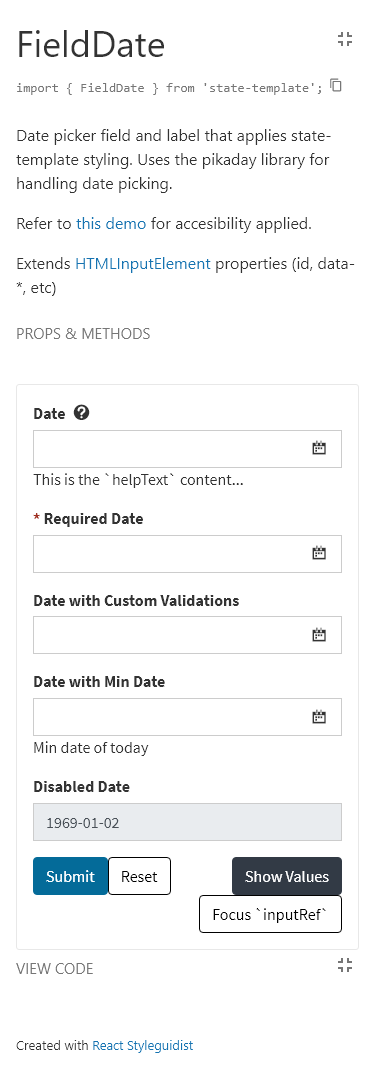 FieldDate
import { FieldDate } from 'state-template';
Date picker field and label that applies state-
template styling. Uses the pikaday library for
handling date picking.
Refer to this demo for accesibility applied.
Extends HTMLInputElement properties (id, data-
*, etc)
PROPS & METHODS
Date
This is the `helpText` content...
* Required Date
Date with Custom Validations
Date with Min Date
Min date of today
Disabled Date
1969-01-02
Submit Reset Show Values
Focus `inputRef`
VIEW CODE
Created with React Styleguidist